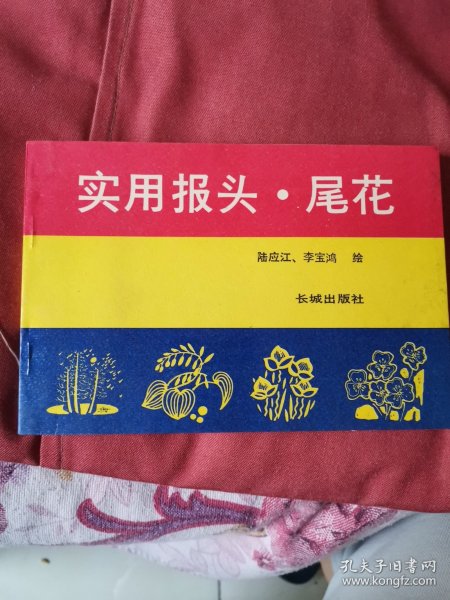 实用报头·尾花
陆应江、李宝鸿 绘
长城出版社
孔夫子旧书网
www.kongfz.com